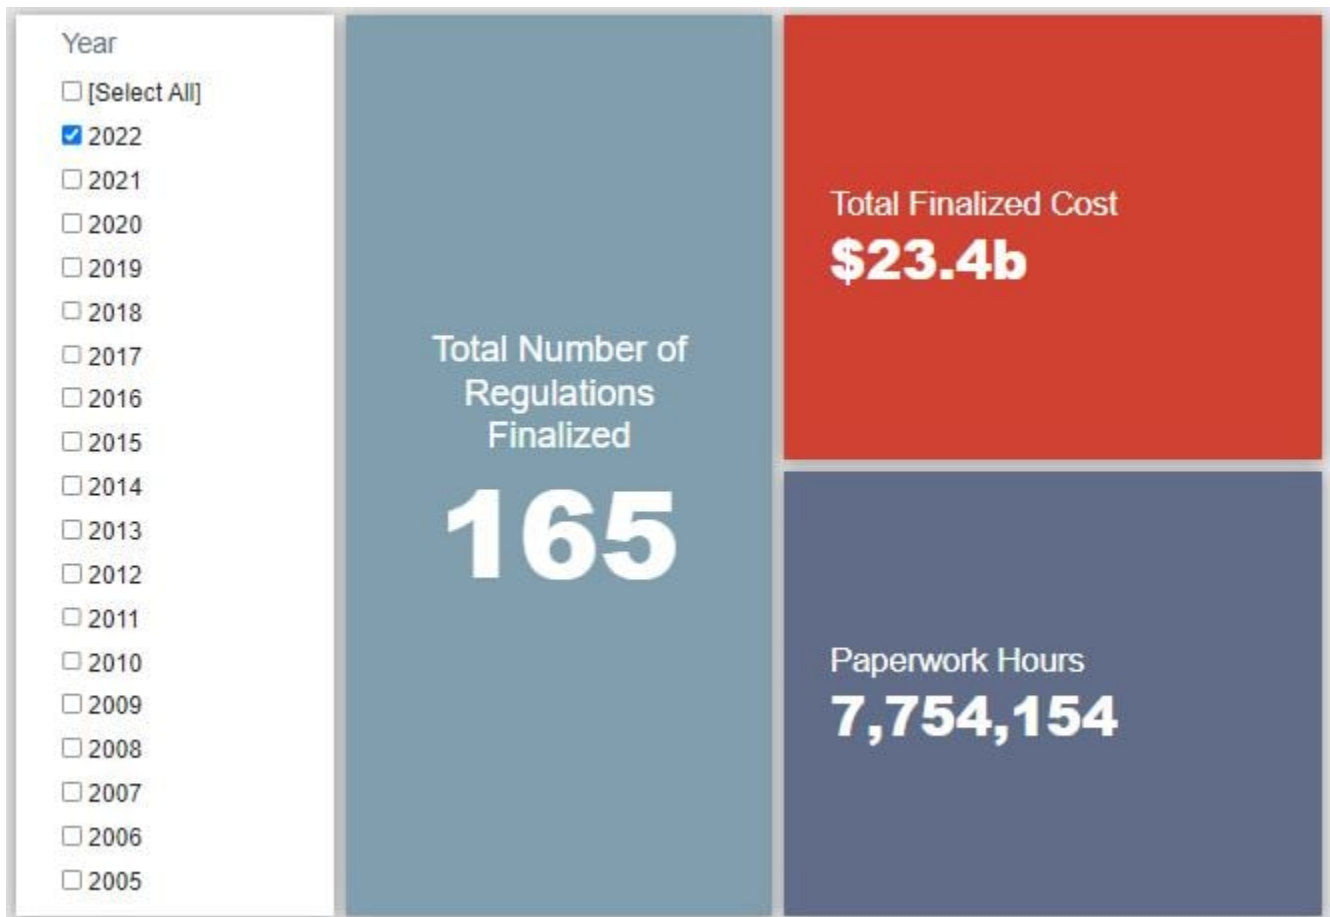 Year
[Select All]
2022
2021
2020
2019
2018
2017
2016
2015
2014
2013
2012
2011
2010
2009
2008
2007
2006
2005
Total Number of
Regulations
Finalized
165
Total Finalized Cost
$23.4b
Paperwork Hours
7,754,154